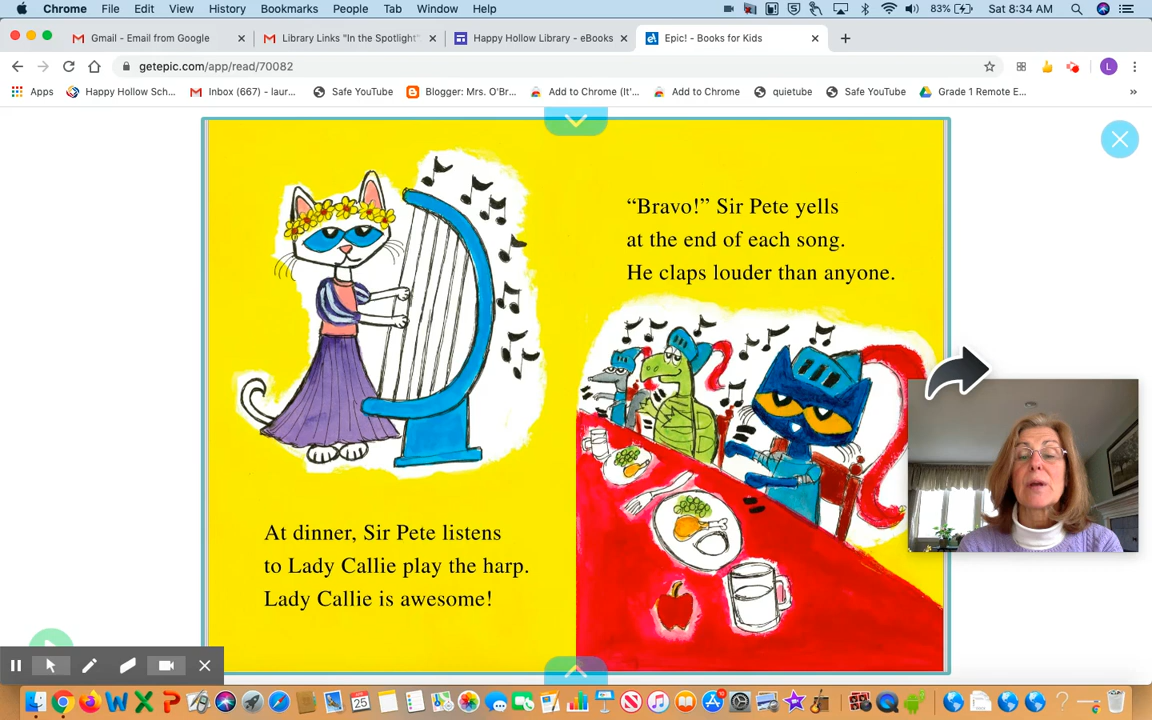 Chrome File Edit View History Bookmarks People Tab Window Help 83% Sat 8:34 AM
Gmail - Email from Google
Library Links "In the Spotlight"
Happy Hollow Library - eBooks
Epic! - Books for Kids
getepic.com/app/read/70082
L
Apps Happy Hollow Sch... Inbox (667) - laur... Safe YouTube Blogger: Mrs. O'Br... Add to Chrome (It'... Add to Chrome quietube Safe YouTube Grade 1 Remote E... »
At dinner, Sir Pete listens
to Lady Callie play the harp.
Lady Callie is awesome!
"Bravo!" Sir Pete yells
at the end of each song.
He claps louder than anyone.